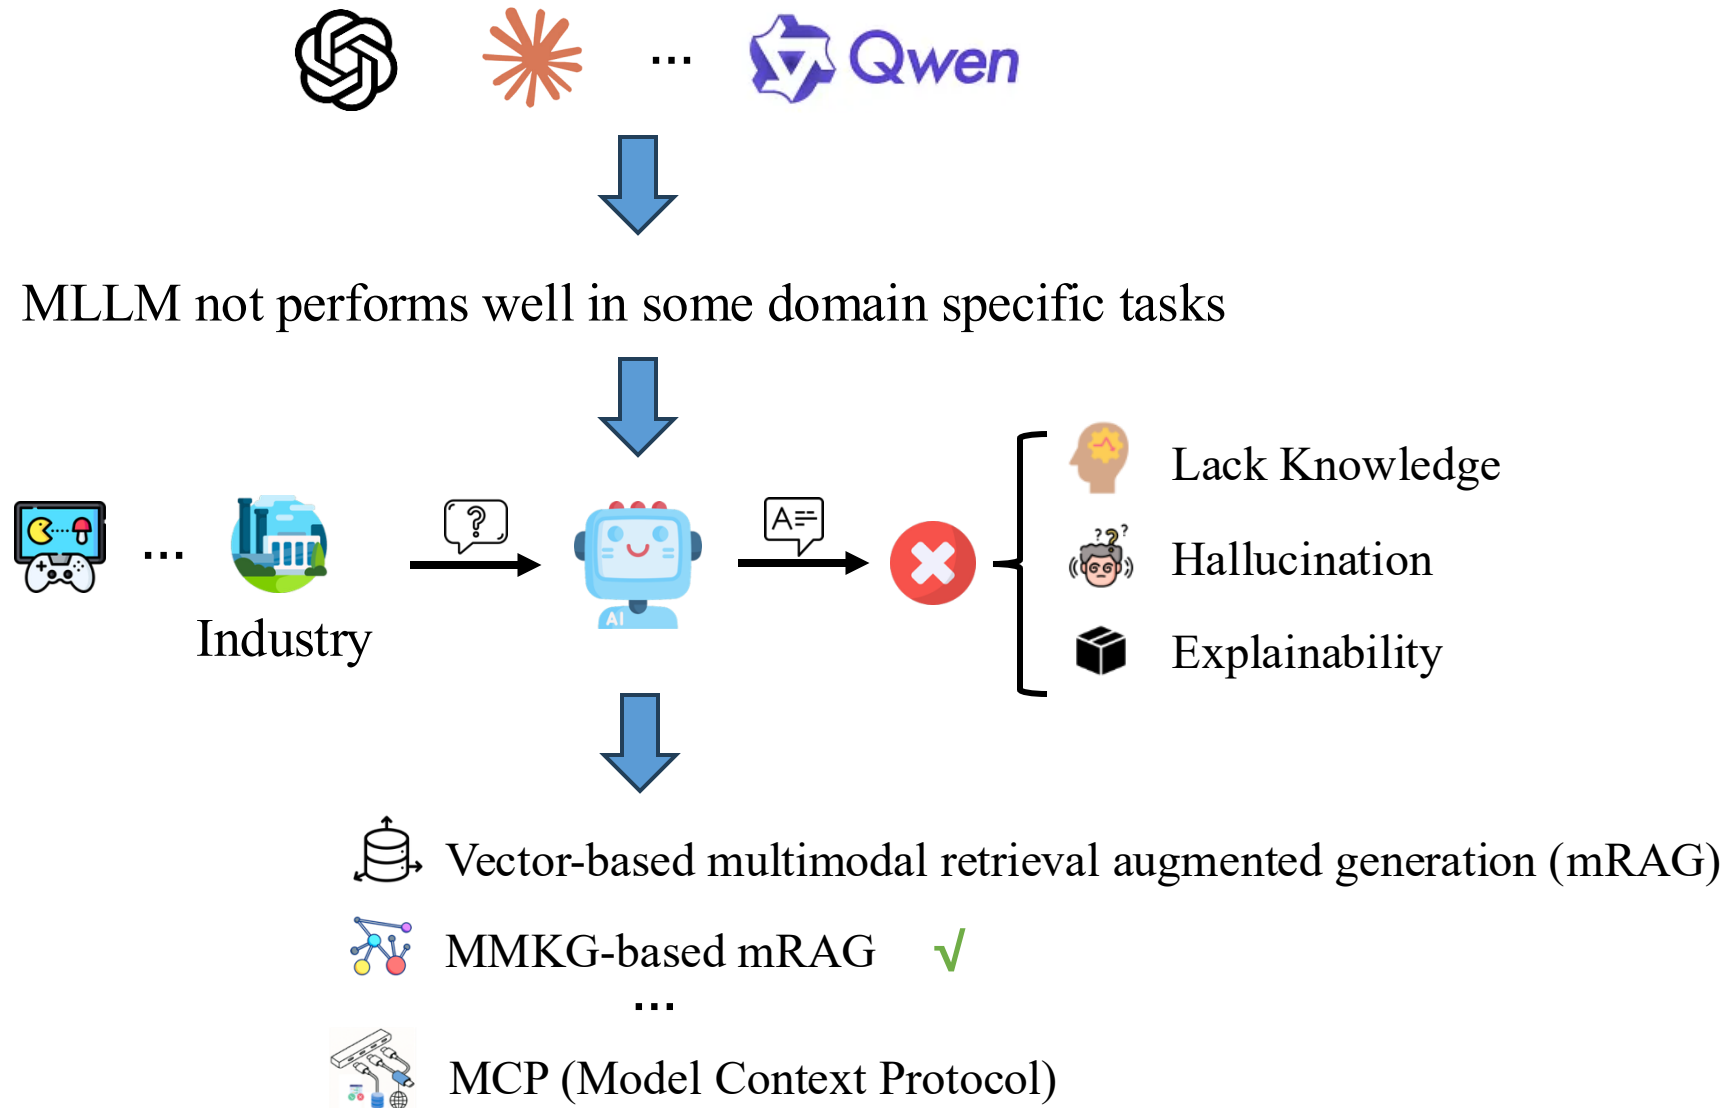 Qwen
MLLM not performs well in some domain specific tasks
Lack Knowledge
?
A
Hallucination
AI
Industry
Explainability
Vector-based multimodal retrieval augmented generation (mRAG)
MMKG-based mRAG √
...
MCP (Model Context Protocol)